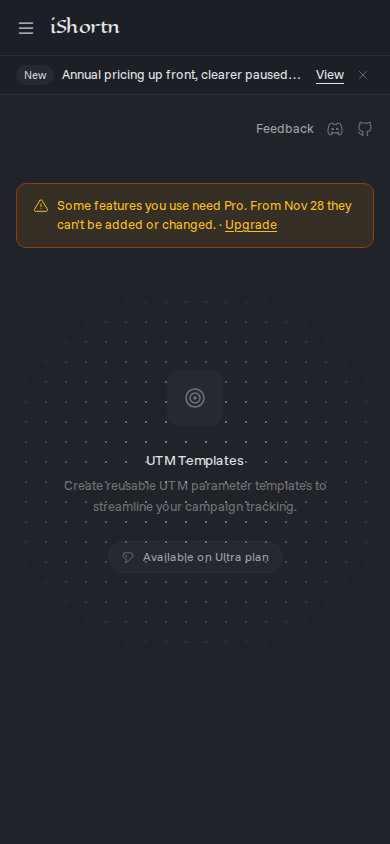 iShortn
New Annual pricing up front, clearer paused... View
Feedback
Some features you use need Pro. From Nov 28 they
can't be added or changed. · Upgrade
UTM Templates
Create reusable UTM parameter templates to
streamline your campaign tracking.
Available on Ultra plan